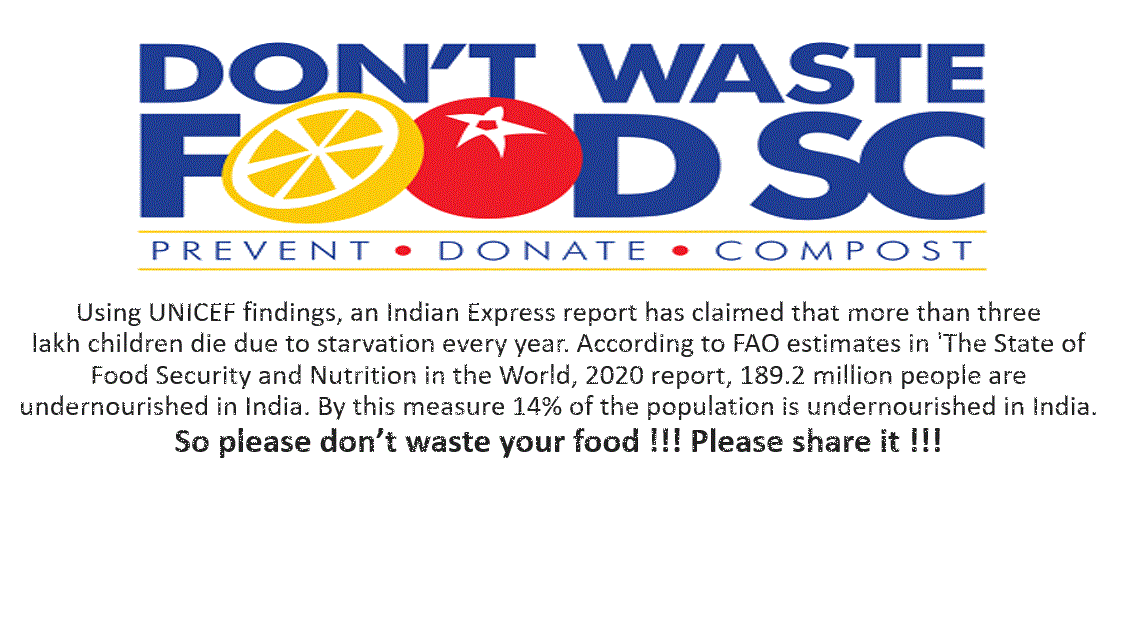 DON'T WASTE
FOOD SC
PREVENT • DONATE • COMPOST
Using UNICEF findings, an Indian Express report has claimed that more than three
lakh children die due to starvation every year. According to FAO estimates in 'The State of
Food Security and Nutrition in the World, 2020 report, 189.2 million people are
undernourished in India. By this measure 14% of the population is undernourished in India.
So please don’t waste your food !!! Please share it !!!